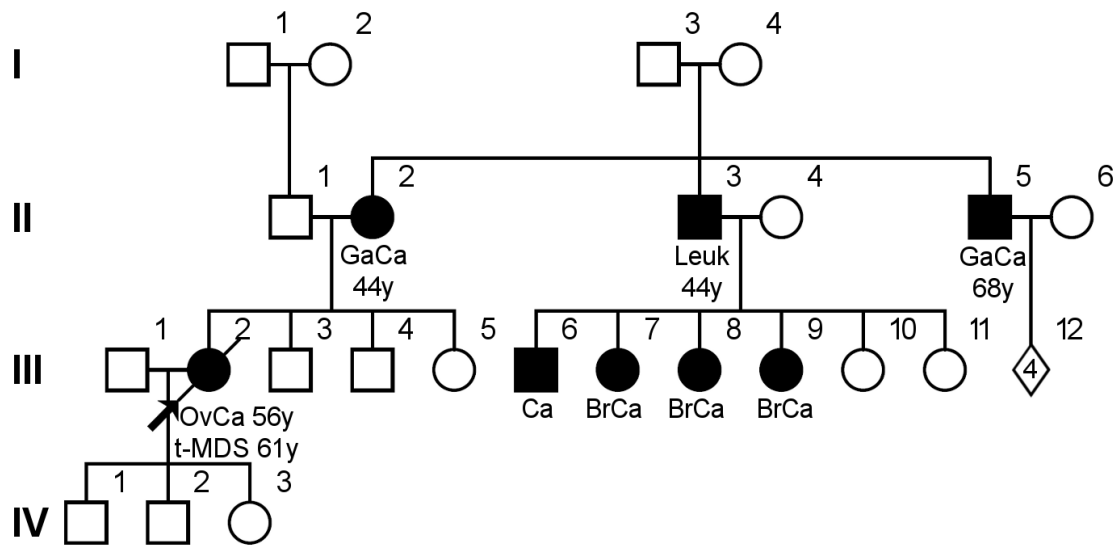 I 1 2 3 4
II 1 2 3 4 5 6
GaCa Leuk GaCa
44y 44y 68y
III 1 2 3 4 5 6 7 8 9 10 11 12
4
Ca BrCa BrCa BrCa
OvCa 56y
t-MDS 61y
IV 1 2 3